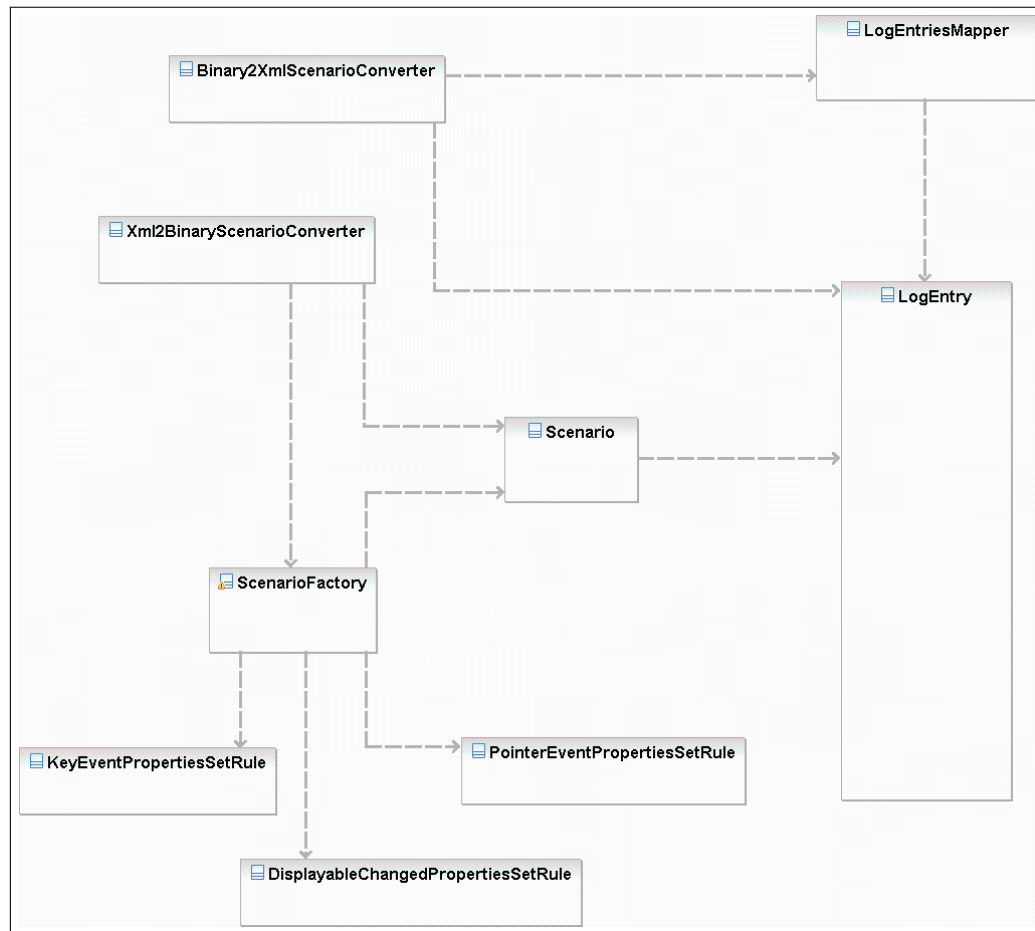 LogEntriesMapper
Binary2XmlScenarioConverter
Xml2BinaryScenarioConverter
LogEntry
Scenario
ScenarioFactory
PointerEventPropertiesSetRule
KeyEventPropertiesSetRule
DisplayableChangedPropertiesSetRule